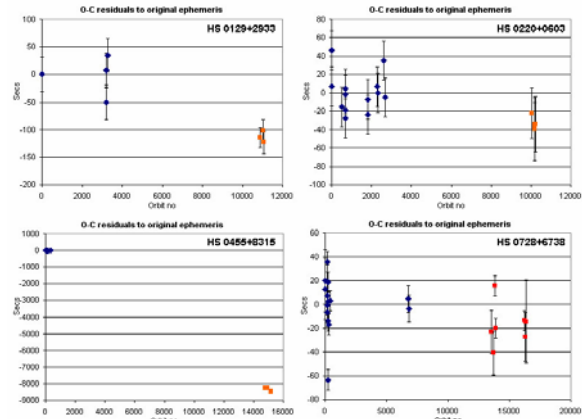 O-C residuals to original ephemeris
HS 0129+2933
100
50
0
-50
-100
-150
-200
Secs
0 2000 4000 6000 8000 10000 12000
Orbit no
O-C residuals to original ephemeris
HS 0220+0603
80
60
40
20
0
-20
-40
-60
-80
-100
Secs
0 2000 4000 6000 8000 10000 12000
Orbit no
O-C residuals to original ephemeris
HS 0455+8315
1000
0
-1000
-2000
-3000
-4000
-5000
-6000
-7000
-8000
-9000
Secs
0 2000 4000 6000 8000 10000 12000 14000 16000
Orbit no
O-C residuals to original ephemeris
HS 0728+6738
60
40
20
0
-20
-40
-60
-80
Secs
0 5000 10000 15000 20000
Orbit no